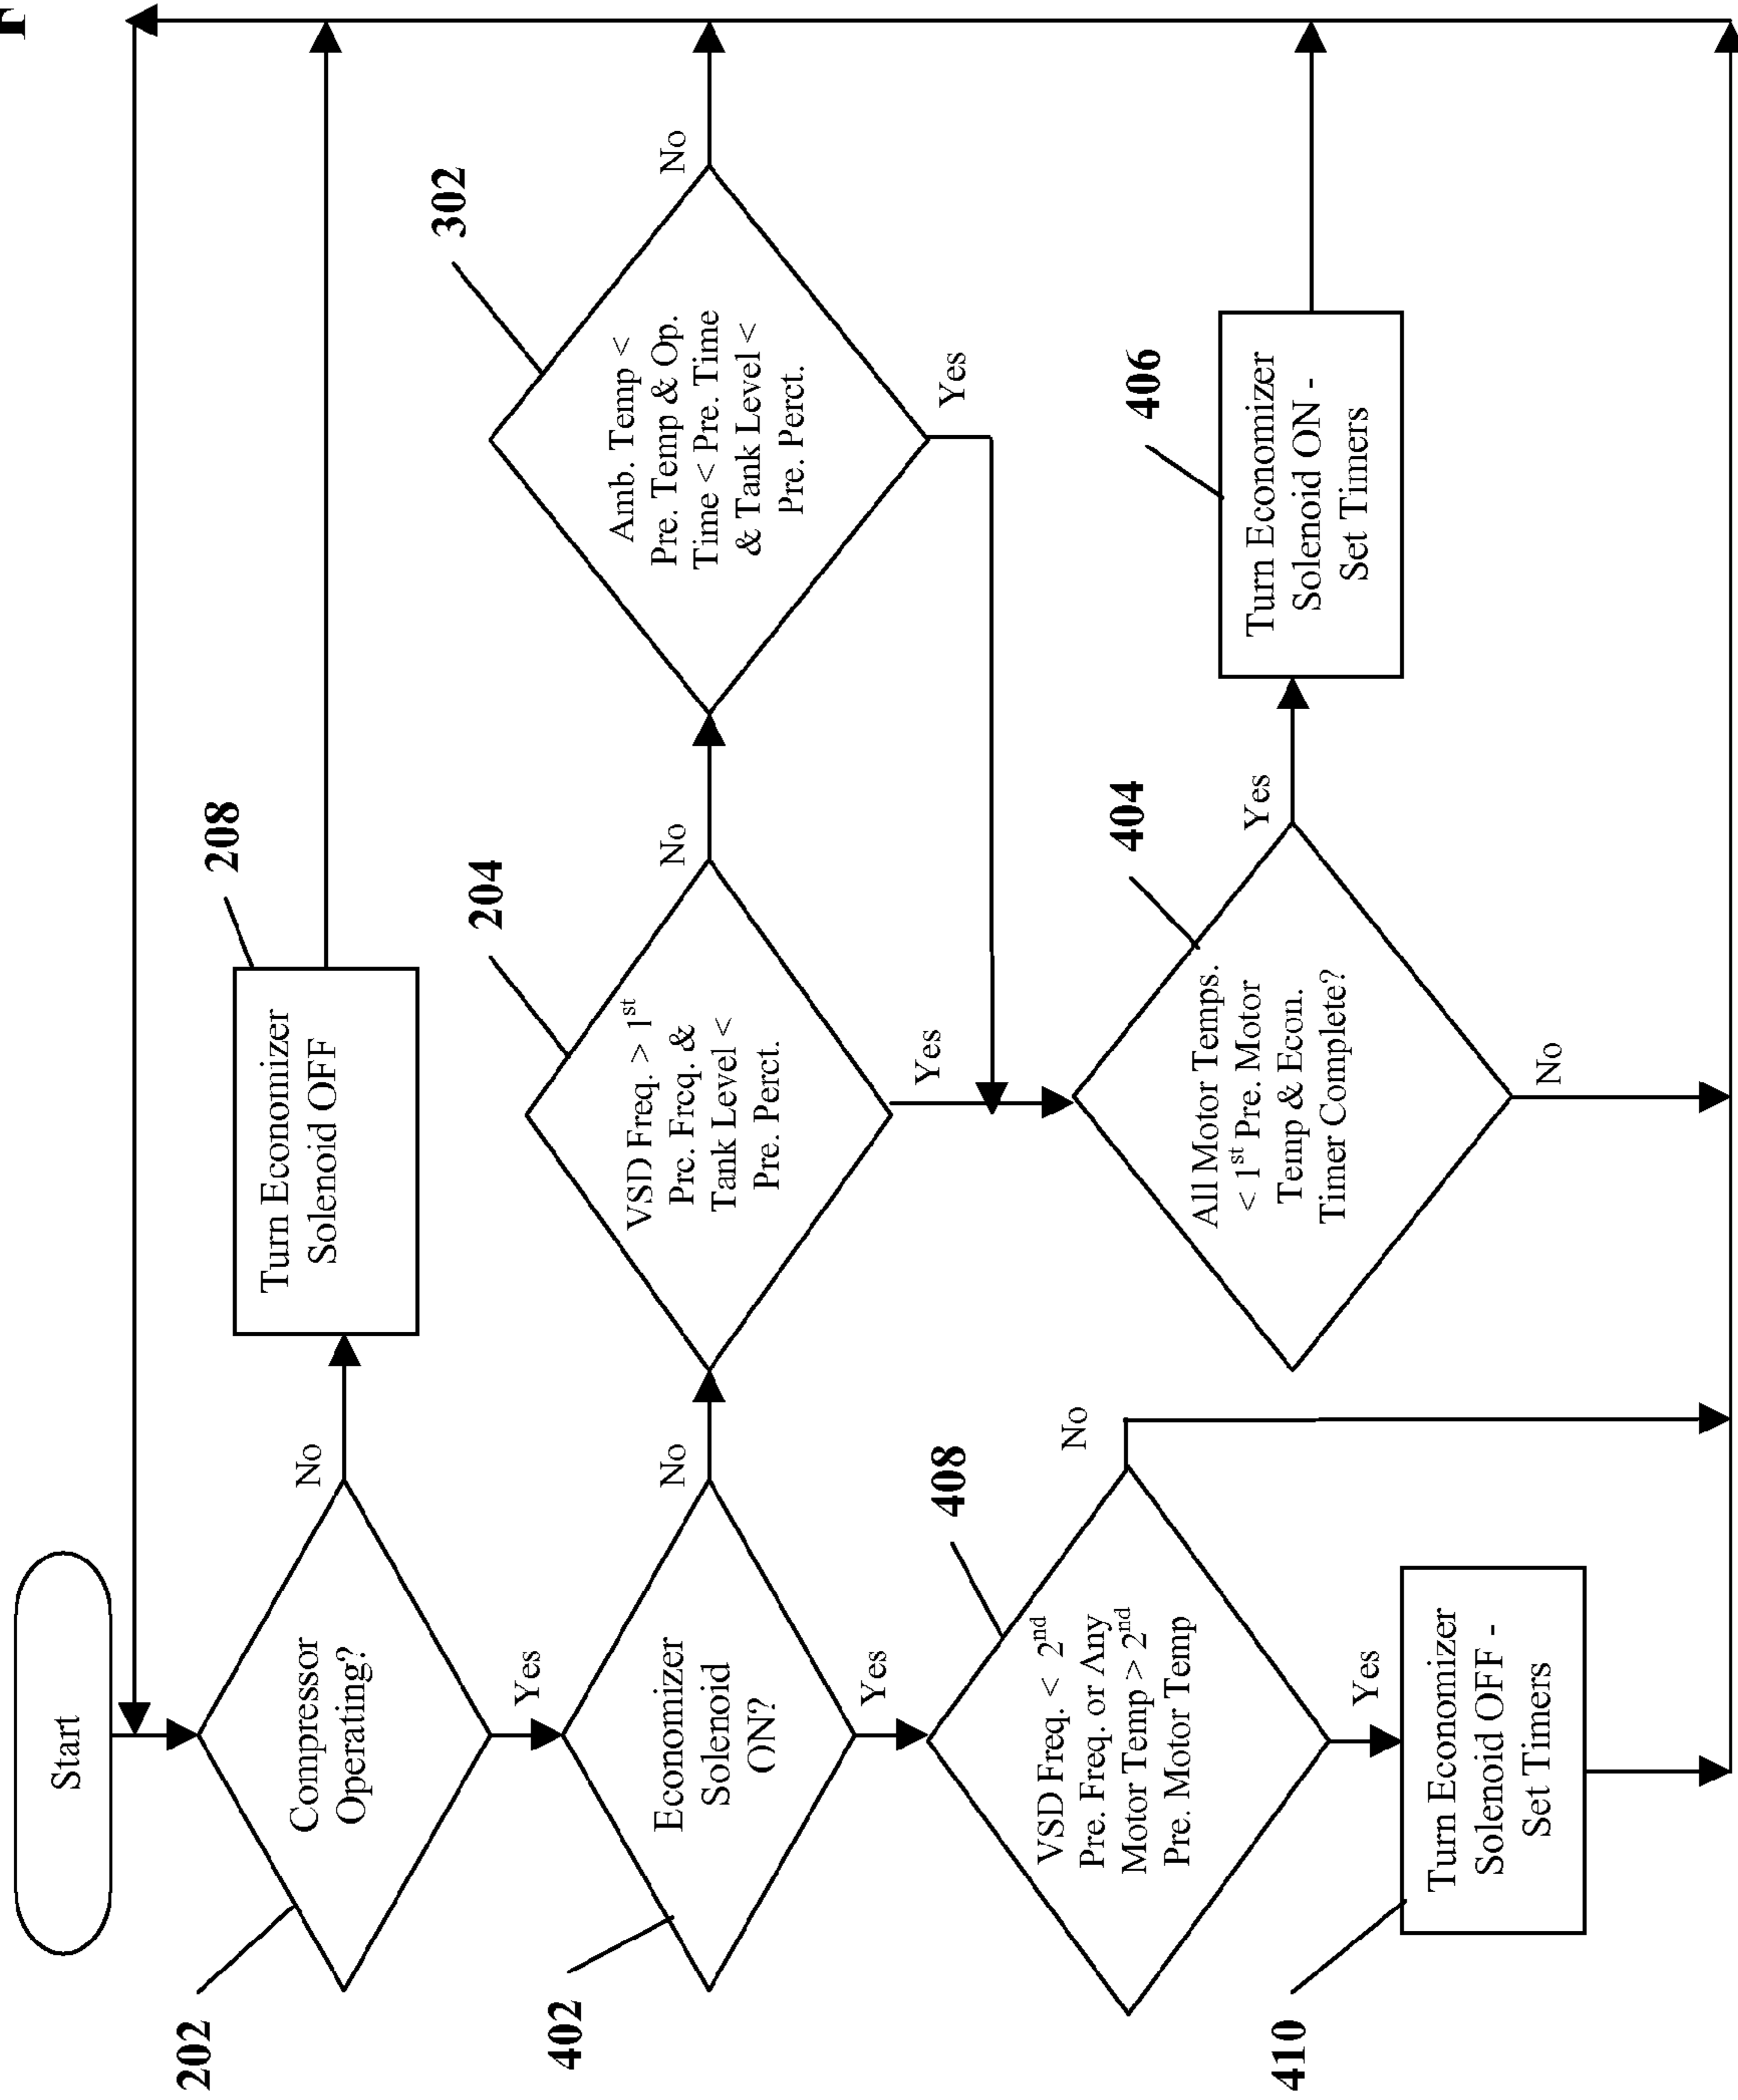 Start
202
Compressor
Operating?
No
Yes
208
Turn Economizer
Solenoid OFF
402
Economizer
Solenoid
ON?
No
Yes
204
VSD Freq. > 1st
Pre. Freq. &
Tank Level <
Pre. Perct.
No
Yes
302
Amb. Temp <
Pre. Temp & Op.
Time < Pre. Time
& Tank Level <
Pre. Perct.
No
Yes
408
VSD Freq. < 2nd
Pre. Freq. or Any
Motor Temp > 2nd
Pre. Motor Temp
No
Yes
404
All Motor Temps.
< 1st Pre. Motor
Temp & Econ.
Timer Complete?
Yes
No
406
Turn Economizer
Solenoid ON -
Set Timers
410
Turn Economizer
Solenoid OFF -
Set Timers